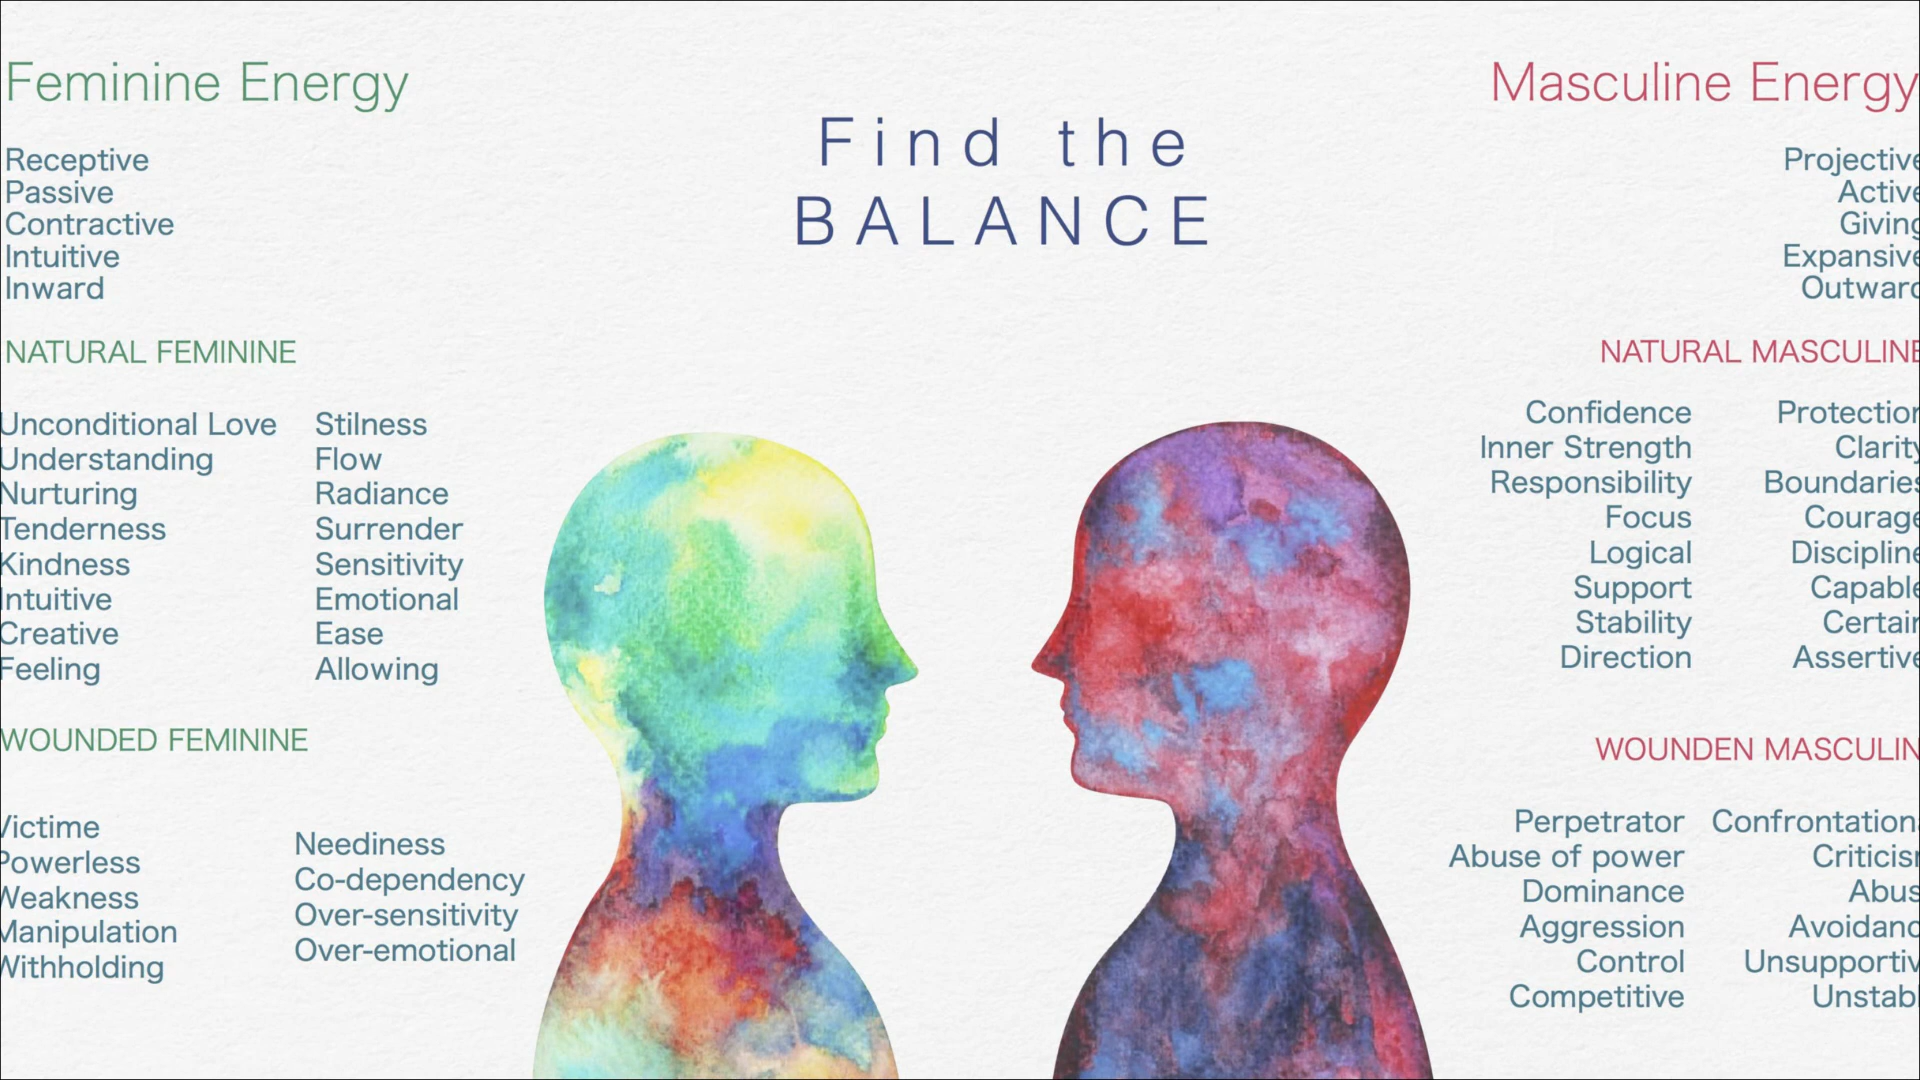 Feminine Energy
Receptive
Passive
Contractive
Intuitive
Inward
NATURAL FEMININE
Unconditional Love
Understanding
Nurturing
Tenderness
Kindness
Intuitive
Creative
Feeling
Stilness
Flow
Radiance
Surrender
Sensitivity
Emotional
Ease
Allowing
WOUNDED FEMININE
Victime
Powerless
Weakness
Manipulation
Withholding
Neediness
Co-dependency
Over-sensitivity
Over-emotional
Find the
BALANCE
Masculine Energy
Projective
Active
Giving
Expansive
Outward
NATURAL MASCULINE
Confidence
Inner Strength
Responsibility
Focus
Logical
Support
Stability
Direction
Protection
Clarity
Boundaries
Courage
Discipline
Capable
Certain
Assertive
WOUNDEN MASCULIN
Perpetrator
Abuse of power
Dominance
Aggression
Control
Competitive
Confrontation
Criticis
Abus
Avoidanc
Unsupportiv
Unstab